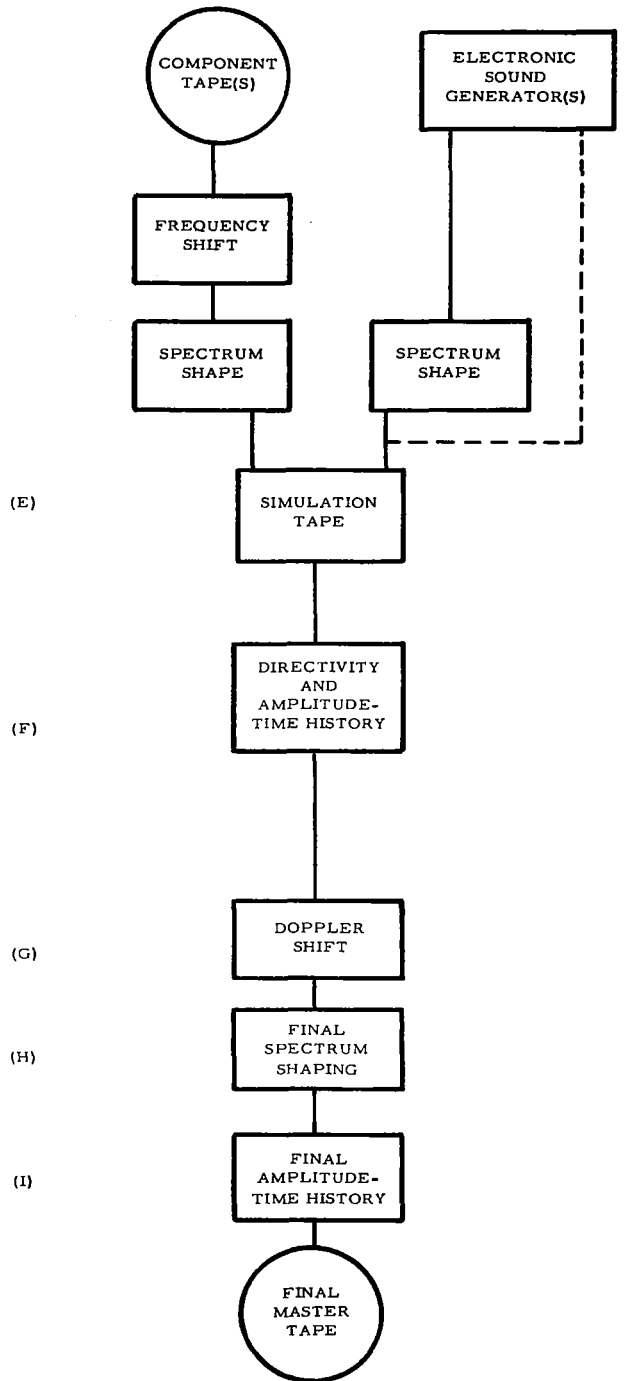 COMPONENT
TAPE(S)
ELECTRONIC
SOUND
GENERATOR(S)
FREQUENCY
SHIFT
SPECTRUM
SHAPE
SPECTRUM
SHAPE
(E)
SIMULATION
TAPE
(F)
DIRECTIVITY
AND
AMPLITUDE-
TIME HISTORY
(G)
DOPPLER
SHIFT
(H)
FINAL
SPECTRUM
SHAPING
(I)
FINAL
AMPLITUDE-
TIME HISTORY
FINAL
MASTER
TAPE